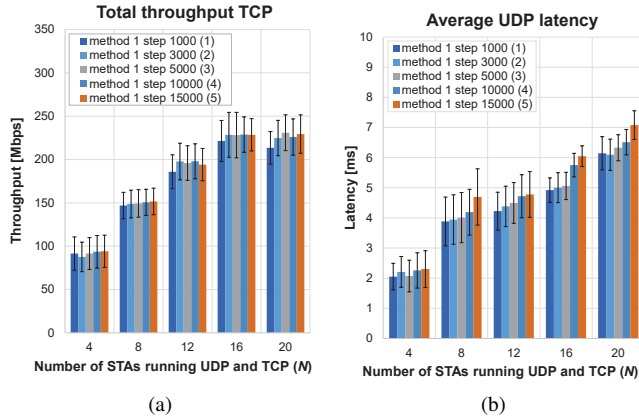 Total throughput TCP
350
300
250
200
150
100
50
0
Throughput [Mbps]
method 1 step 1000 (1)
method 1 step 3000 (2)
method 1 step 5000 (3)
method 1 step 10000 (4)
method 1 step 15000 (5)
4 8 12 16 20
Number of STAs running UDP and TCP (N)
(a)
Average UDP latency
10
9
8
7
6
5
4
3
2
1
0
Latency [ms]
method 1 step 1000 (1)
method 1 step 3000 (2)
method 1 step 5000 (3)
method 1 step 10000 (4)
method 1 step 15000 (5)
4 8 12 16 20
Number of STAs running UDP and TCP (N)
(b)